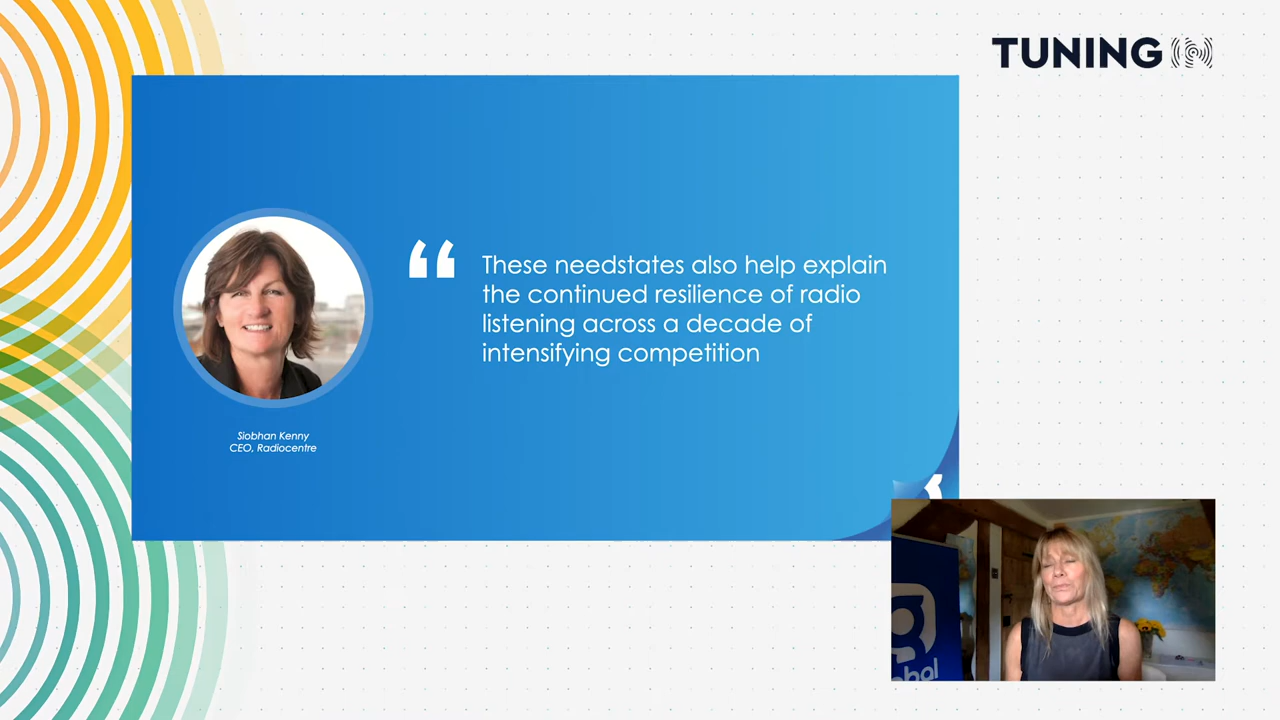 TUNING IN
“
These needstates also help explain
the continued resilience of radio
listening across a decade of
intensifying competition
Siobhan Kenny
CEO, Radiocentre